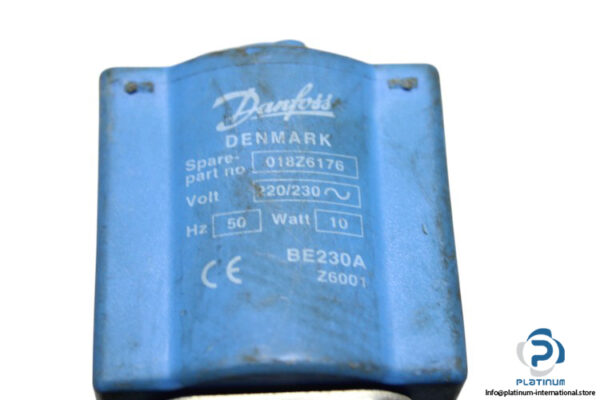 Danfoss
DENMARK
Spare-
part no. 018Z6176
Volt 220/230 ~
Hz 50 Watt 10
BE230A
CE Z6001
PLATINUM
Info@platinum-international.store